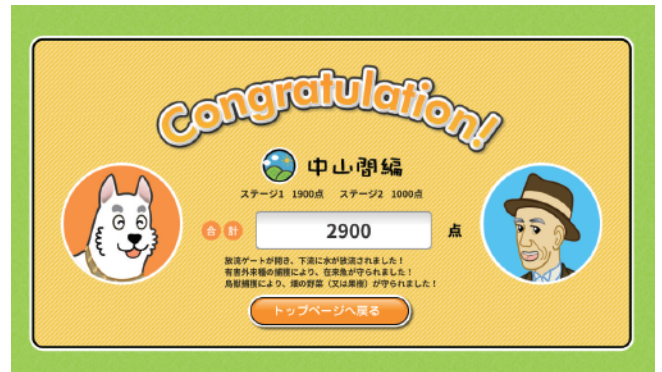 Congratulation!
中山間編
ステージ1 1900点 ステージ2 1000点
合計 2900 点
放流ゲートが開き、下流に水が放流されました！
有害外来種の捕獲により、在来魚が守られました！
鳥獣捕獲により、畑の野菜（又は果樹）が守られました！
トップページへ戻る